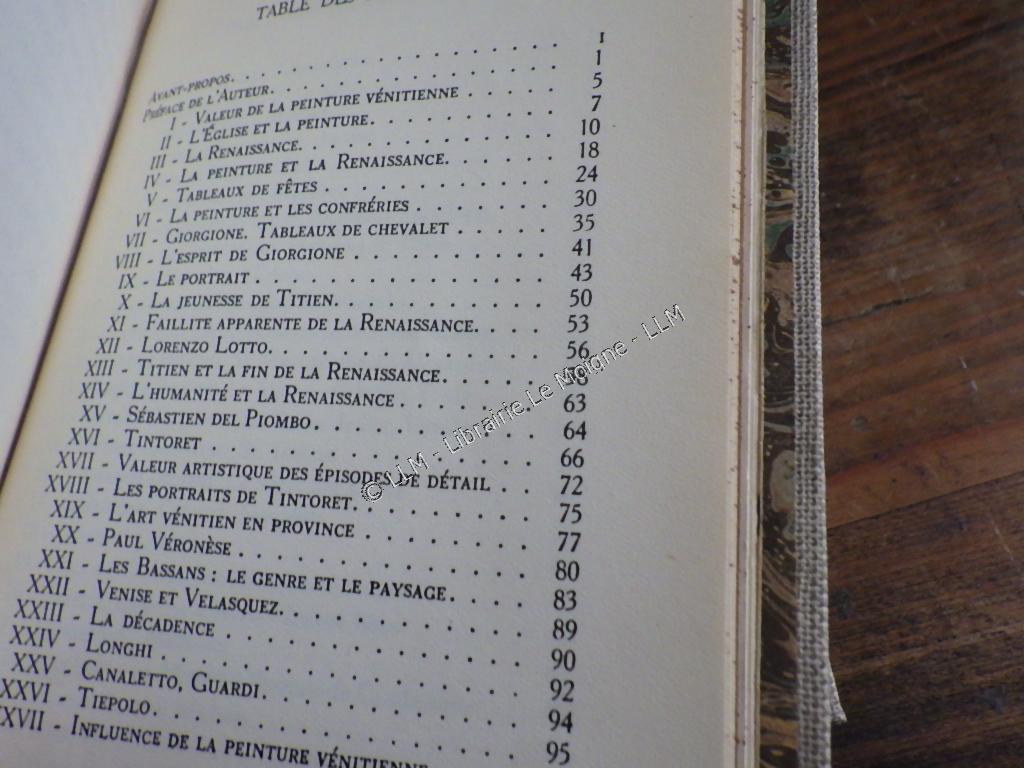 TABLE DES
AVANT-PROPOS. . . . . . . . . . . . . . . . . I
PRÉFACE DE L'AUTEUR. . . . . . . . . . . . . . 1
I - VALEUR DE LA PEINTURE VÉNITIENNE . . . . . 5
II - L'ÉGLISE ET LA PEINTURE. . . . . . . . . . 7
III - LA RENAISSANCE. . . . . . . . . . . . . . 10
IV - LA PEINTURE ET LA RENAISSANCE. . . . . . 18
V - TABLEAUX DE FÊTES . . . . . . . . . . . . 24
VI - LA PEINTURE ET LES CONFRÉRIES . . . . . . . 30
VII - GIORGIONE. TABLEAUX DE CHEVALET . . . . . 35
VIII - L'ESPRIT DE GIORGIONE . . . . . . . . . . 41
IX - LE PORTRAIT . . . . . . . . . . . . . . 43
X - LA JEUNESSE DE TITIEN. . . . . . . . . . . 50
XI - FAILLITE APPARENTE DE LA RENAISSANCE. . . . 53
XII - LORENZO LOTTO. . . . . . . . . . . . . . 56
XIII - TITIEN ET LA FIN DE LA RENAISSANCE. . . . . 58
XIV - L'HUMANITÉ ET LA RENAISSANCE . . . . . . . 63
XV - SÉBASTIEN DEL PIOMBO. . . . . . . . . . . 64
XVI - TINTORET . . . . . . . . . . . . . . . . 66
XVII - VALEUR ARTISTIQUE DES ÉPISODES DE DÉTAIL . . 72
XVIII - LES PORTRAITS DE TINTORET. . . . . . . . . 75
XIX - L'ART VÉNITIEN EN PROVINCE . . . . . . . . 77
XX - PAUL VÉRONÈSE . . . . . . . . . . . . . . 80
XXI - LES BASSANS : LE GENRE ET LE PAYSAGE. . . . 83
XXII - VENISE ET VELASQUEZ. . . . . . . . . . . . 89
XXIII - LA DÉCADENCE . . . . . . . . . . . . . . 90
XXIV - LONGHI . . . . . . . . . . . . . . . . . 92
XXV - CANALETTO, GUARDI. . . . . . . . . . . . 94
XXVI - TIEPOLO. . . . . . . . . . . . . . . . . 95
XVII - INFLUENCE DE LA PEINTURE VÉNITIENNE
© LLM - Librairie Le Moigne - LLM